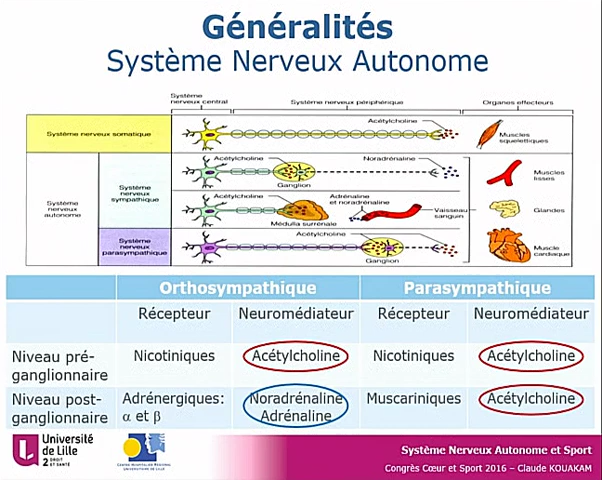 Généralités
Système Nerveux Autonome
Système nerveux central
Système nerveux périphérique
Organes effecteurs
Système nerveux somatique
Acétylcholine
Muscles squelettiques
Système nerveux autonome
Système nerveux sympathique
Acétylcholine
Noradrénaline
Ganglion
Muscles lisses
Acétylcholine
Adrénaline et noradrénaline
Vaisseau sanguin
Médulla surrénale
Glandes
Système nerveux parasympathique
Acétylcholine
Acétylcholine
Ganglion
Muscle cardiaque
Orthosympathique Parasympathique
Récepteur Neuromédiateur Récepteur Neuromédiateur
Niveau pré-
ganglionnaire
Nicotiniques Acétylcholine Nicotiniques Acétylcholine
Niveau post-
ganglionnaire
Adrénergiques:
α et β
Noradrénaline
Adrénaline
Muscariniques Acétylcholine
Université
de Lille
2 DROIT
ET SANTÉ
CENTRE HOSPITALIER RÉGIONAL
UNIVERSITAIRE DE LILLE
Système Nerveux Autonome et Sport
Congrès Cœur et Sport 2016 – Claude KOUAKAM